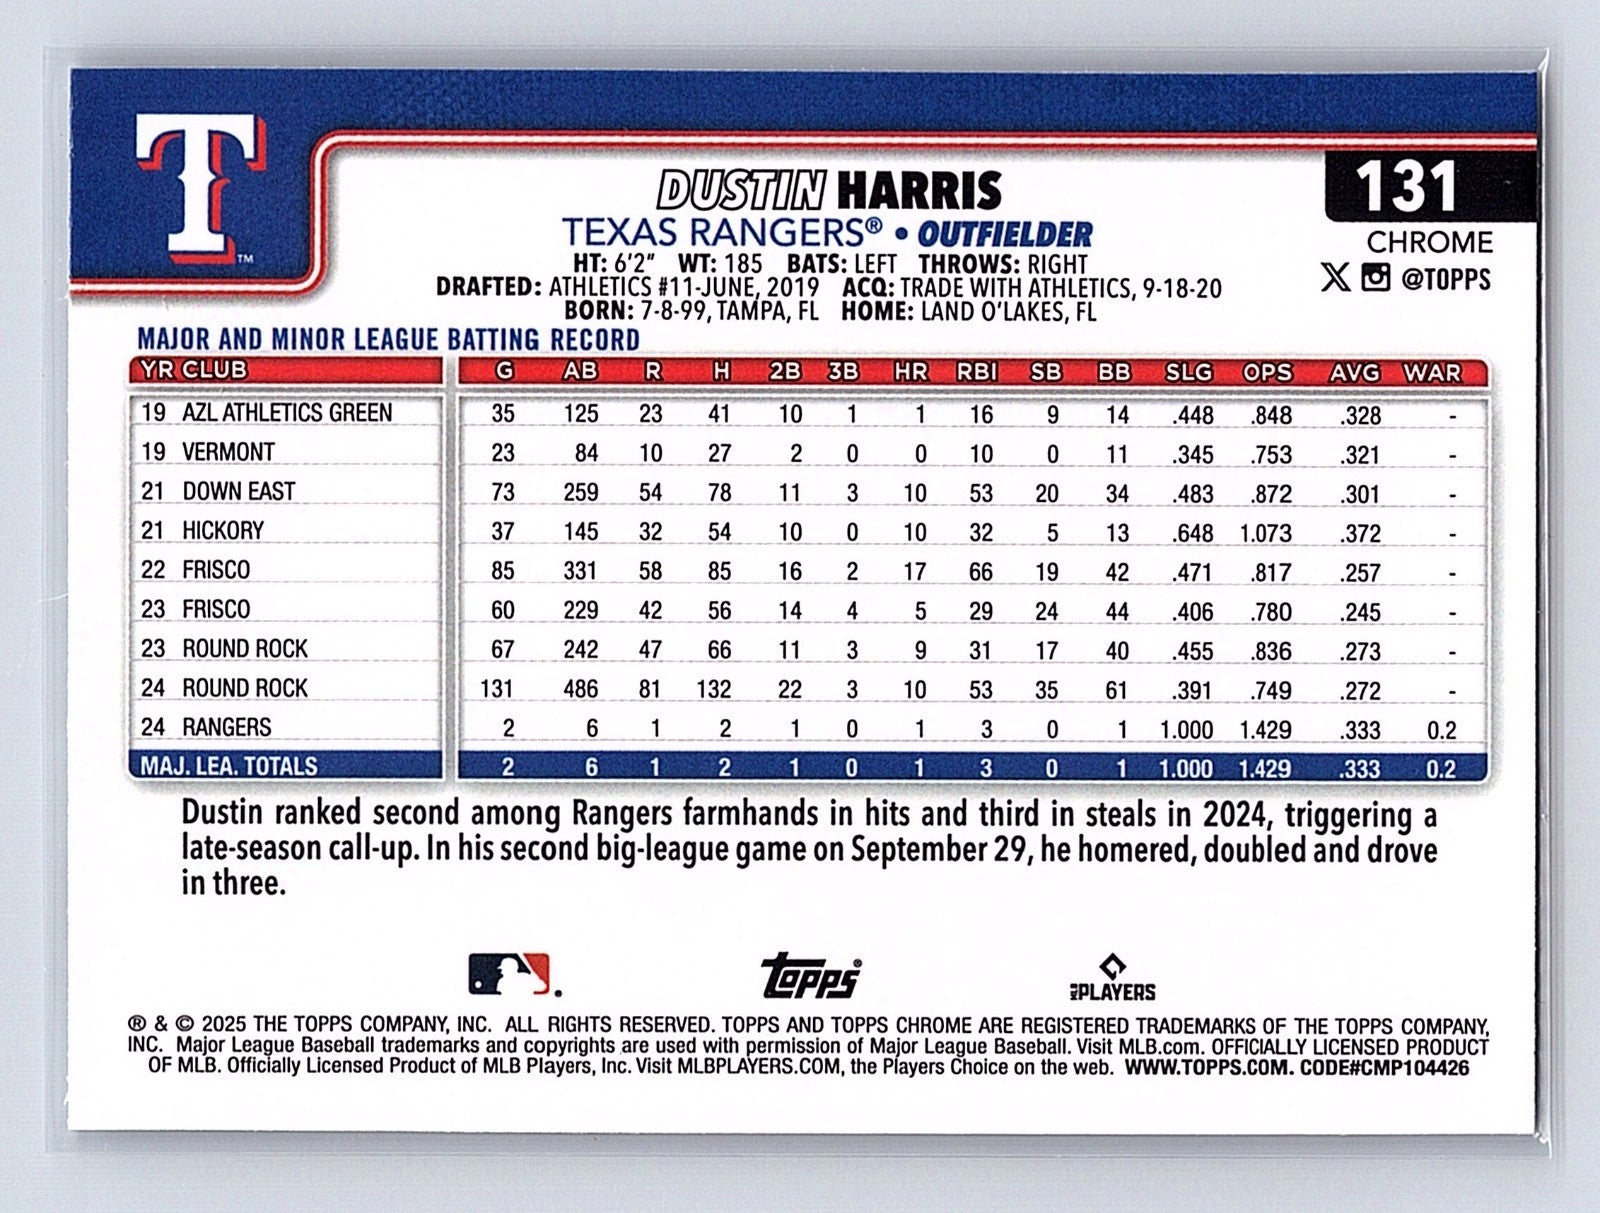 T™
131
DUSTIN HARRIS
CHROME
TEXAS RANGERS® • OUTFIELDER
HT: 6'2" WT: 185 BATS: LEFT THROWS: RIGHT
X @TOPPS
DRAFTED: ATHLETICS #11-JUNE, 2019 ACQ: TRADE WITH ATHLETICS, 9-18-20
BORN: 7-8-99, TAMPA, FL HOME: LAND O'LAKES, FL
MAJOR AND MINOR LEAGUE BATTING RECORD
YR CLUB G AB R H 2B 3B HR RBI SB BB SLG OPS AVG WAR
19 AZL ATHLETICS GREEN 35 125 23 41 10 1 1 16 9 14 .448 .848 .328 -
19 VERMONT 23 84 10 27 2 0 0 10 0 11 .345 .753 .321 -
21 DOWN EAST 73 259 54 78 11 3 10 53 20 34 .483 .872 .301 -
21 HICKORY 37 145 32 54 10 0 10 32 5 13 .648 1.073 .372 -
22 FRISCO 85 331 58 85 16 2 17 66 19 42 .471 .817 .257 -
23 FRISCO 60 229 42 56 14 4 5 29 24 44 .406 .780 .245 -
23 ROUND ROCK 67 242 47 66 11 3 9 31 17 40 .455 .836 .273 -
24 ROUND ROCK 131 486 81 132 22 3 10 53 35 61 .391 .749 .272 -
24 RANGERS 2 6 1 2 1 0 1 3 0 1 1.000 1.429 .333 0.2
MAJ. LEA. TOTALS 2 6 1 2 1 0 1 3 0 1 1.000 1.429 .333 0.2
Dustin ranked second among Rangers farmhands in hits and third in steals in 2024, triggering a
late-season call-up. In his second big-league game on September 29, he homered, doubled and drove
in three.
topps® MLB PLAYERS
® & © 2025 THE TOPPS COMPANY, INC. ALL RIGHTS RESERVED. TOPPS AND TOPPS CHROME ARE REGISTERED TRADEMARKS OF THE TOPPS COMPANY,
INC. Major League Baseball trademarks and copyrights are used with permission of Major League Baseball. Visit MLB.com. OFFICIALLY LICENSED PRODUCT
OF MLB. Officially Licensed Product of MLB Players, Inc. Visit MLBPLAYERS.COM, the Players Choice on the web. WWW.TOPPS.COM. CODE#CMP104426